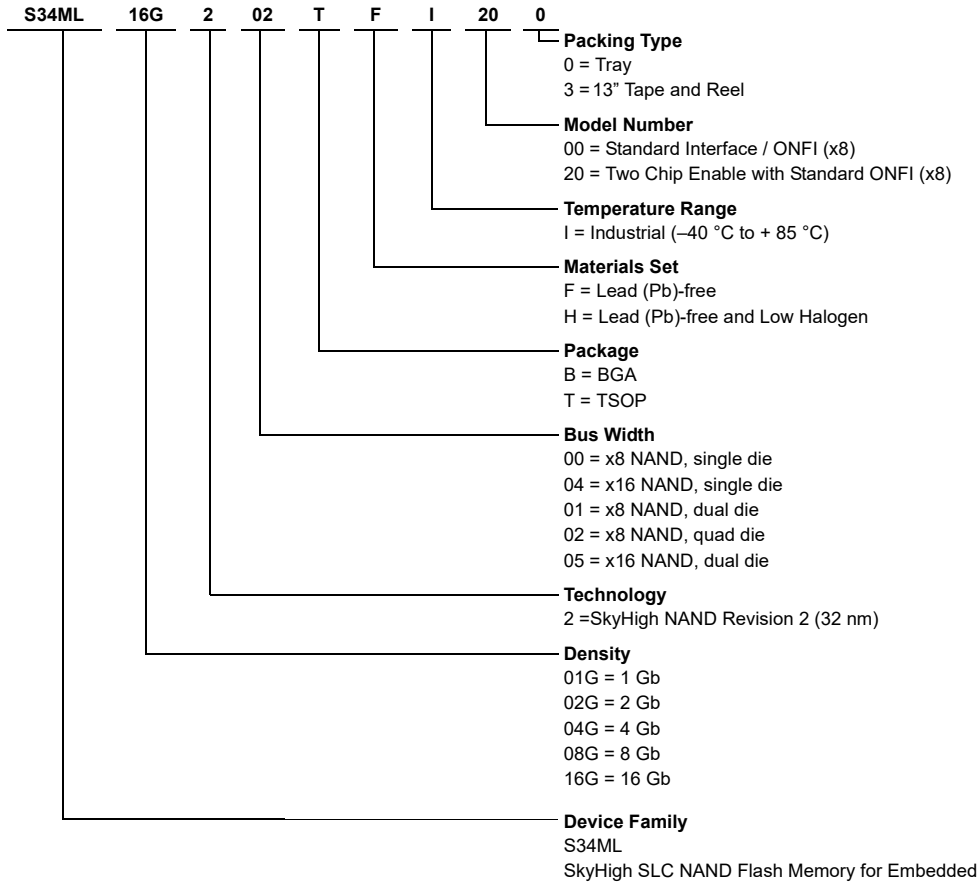 S34ML 16G 2 02 T F I 20 0
Packing Type
0 = Tray
3 = 13” Tape and Reel
Model Number
00 = Standard Interface / ONFI (x8)
20 = Two Chip Enable with Standard ONFI (x8)
Temperature Range
I = Industrial (–40 °C to + 85 °C)
Materials Set
F = Lead (Pb)-free
H = Lead (Pb)-free and Low Halogen
Package
B = BGA
T = TSOP
Bus Width
00 = x8 NAND, single die
04 = x16 NAND, single die
01 = x8 NAND, dual die
02 = x8 NAND, quad die
05 = x16 NAND, dual die
Technology
2 =SkyHigh NAND Revision 2 (32 nm)
Density
01G = 1 Gb
02G = 2 Gb
04G = 4 Gb
08G = 8 Gb
16G = 16 Gb
Device Family
S34ML
SkyHigh SLC NAND Flash Memory for Embedded